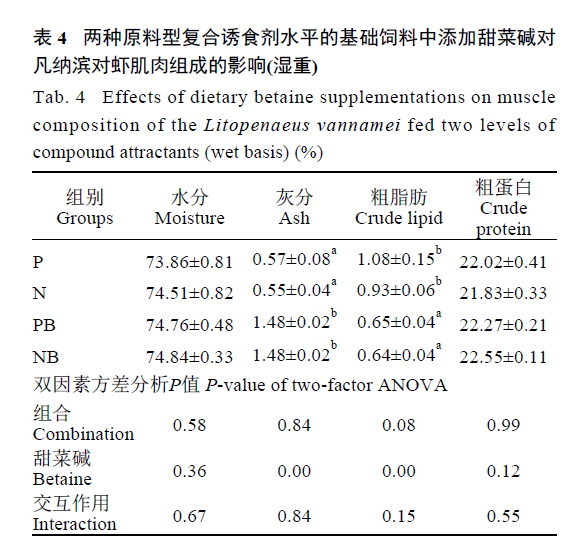 表 4 两种原料型复合诱食剂水平的基础饲料中添加甜菜碱对
凡纳滨对虾肌肉组成的影响(湿重)
Tab. 4 Effects of dietary betaine supplementations on muscle
composition of the Litopenaeus vannamei fed two levels of
compound attractants (wet basis) (%)
组别 水分 灰分 粗脂肪 粗蛋白
Groups Moisture Ash Crude lipid Crude
protein
P 73.86±0.81 0.57±0.08a 1.08±0.15b 22.02±0.41
N 74.51±0.82 0.55±0.04a 0.93±0.06b 21.83±0.33
PB 74.76±0.48 1.48±0.02b 0.65±0.04a 22.27±0.21
NB 74.84±0.33 1.48±0.02b 0.64±0.04a 22.55±0.11
双因素方差分析P值 P-value of two-factor ANOVA
组合
Combination 0.58 0.84 0.08 0.99
甜菜碱
Betaine 0.36 0.00 0.00 0.12
交互作用
Interaction 0.67 0.84 0.15 0.55